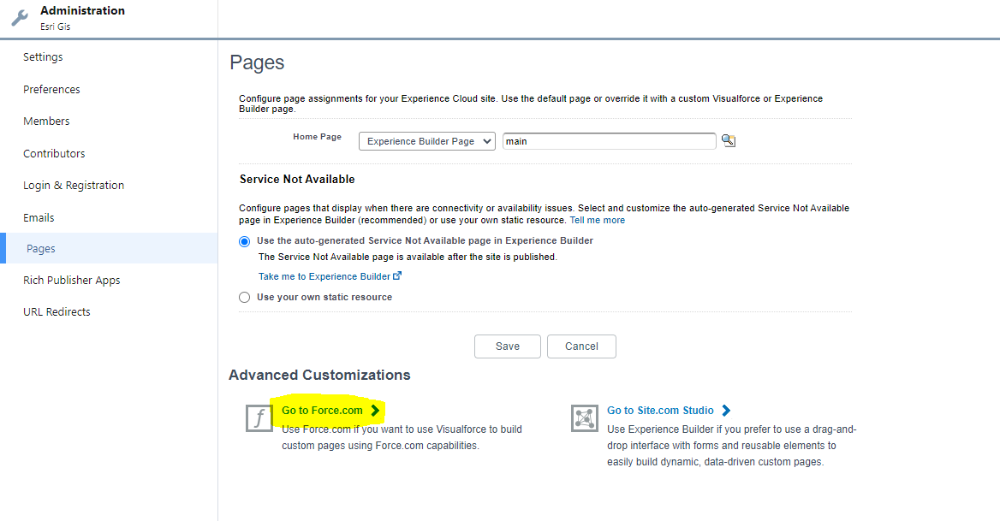 Administration
Esri Gis
Settings
Preferences
Members
Contributors
Login & Registration
Emails
Pages
Rich Publisher Apps
URL Redirects
Pages
Configure page assignments for your Experience Cloud site. Use the default page or override it with a custom Visualforce or Experience
Builder page.
Home Page Experience Builder Page main
Service Not Available
Configure pages that display when there are connectivity or availability issues. Select and customize the auto-generated Service Not Available
page in Experience Builder (recommended) or use your own static resource. Tell me more
Use the auto-generated Service Not Available page in Experience Builder
The Service Not Available page is available after the site is published.
Take me to Experience Builder
Use your own static resource
Save Cancel
Advanced Customizations
Go to Force.com
Use Force.com if you want to use Visualforce to build
custom pages using Force.com capabilities.
Go to Site.com Studio
Use Experience Builder if you prefer to use a drag-and-
drop interface with forms and reusable elements to
easily build dynamic, data-driven custom pages.